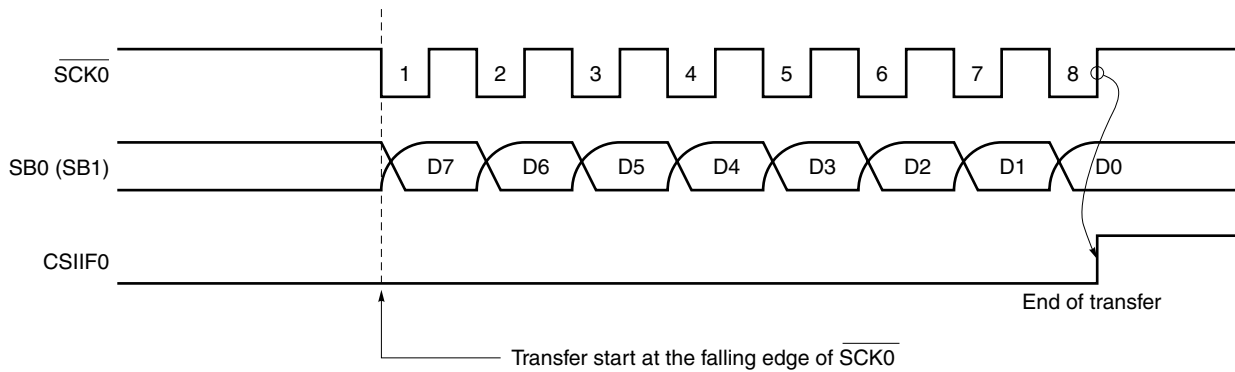 SCK0
1 2 3 4 5 6 7 8
SB0 (SB1)
D7 D6 D5 D4 D3 D2 D1 D0
CSIIF0
End of transfer
Transfer start at the falling edge of SCK0